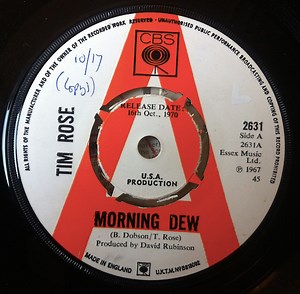 ALL RIGHTS OF THE MANUFACTURER AND OF THE OWNER OF THE RECORDED WORK RESERVED • UNAUTHORISED PUBLIC PERFORMANCE BROADCASTING AND COPYING OF THIS RECORD PROHIBITED
CBS
10/17
TIM ROSE
RELEASE DATE:
16th Oct., 1970
2631
Side A
2631A
Essex Music
Ltd.
℗ 1967
45
U.S.A.
PRODUCTION
MORNING DEW
(B. Dobson/T. Rose)
Produced by David Rubinson
MADE IN ENGLAND